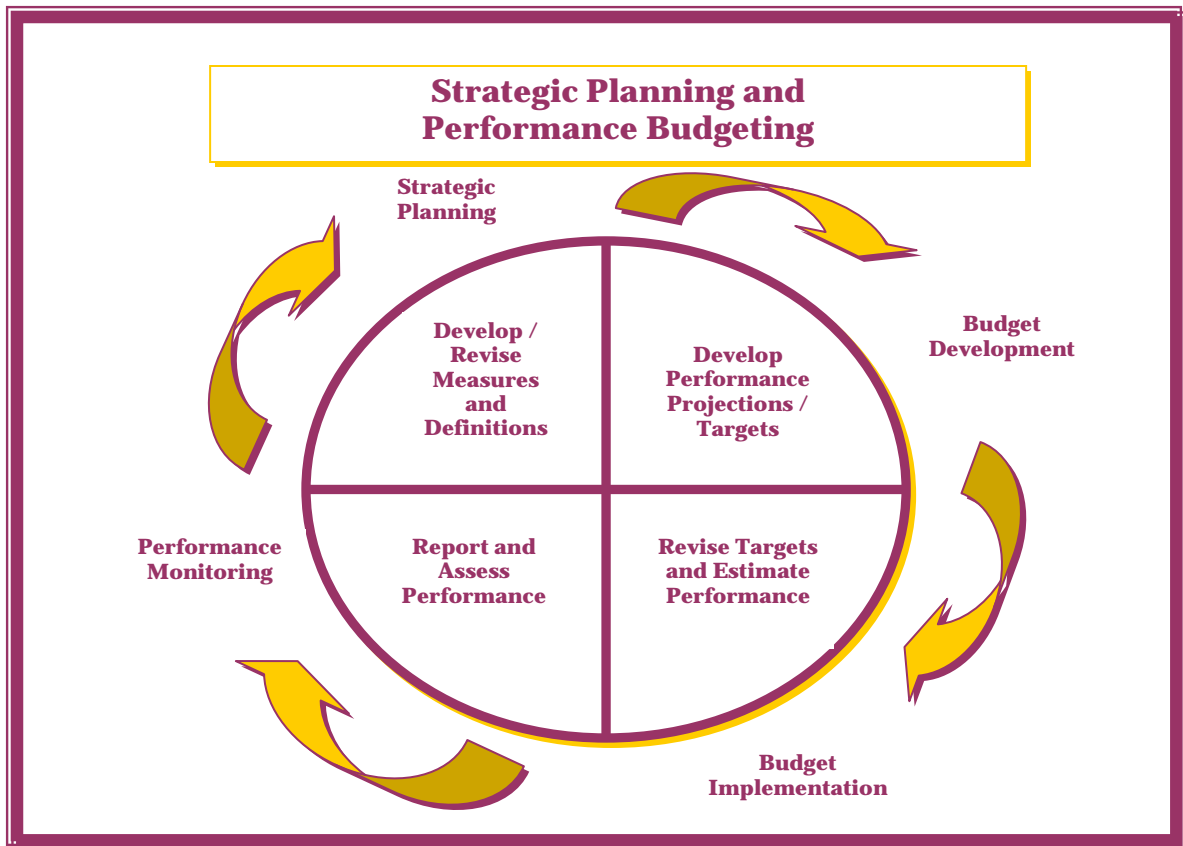 Strategic Planning and
Performance Budgeting
Strategic
Planning
Budget
Development
Develop /
Revise
Measures
and
Definitions
Develop
Performance
Projections /
Targets
Performance
Monitoring
Report and
Assess
Performance
Revise Targets
and Estimate
Performance
Budget
Implementation